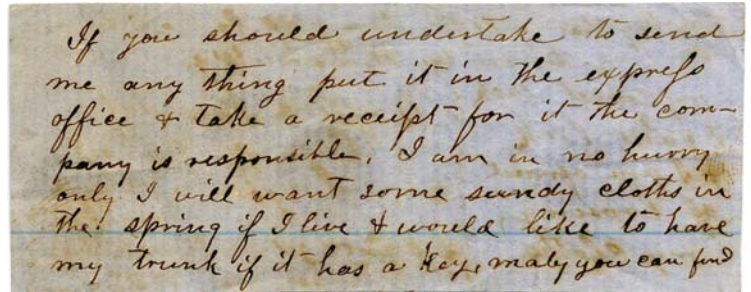 If you should undertake to send
me any thing put it in the express
office & take a receipt for it the com-
pany is responsible. I am in no hurry
only I will want some sundy cloths in
the spring if I live & would like to have
my trunk if it has a key, maby you can find